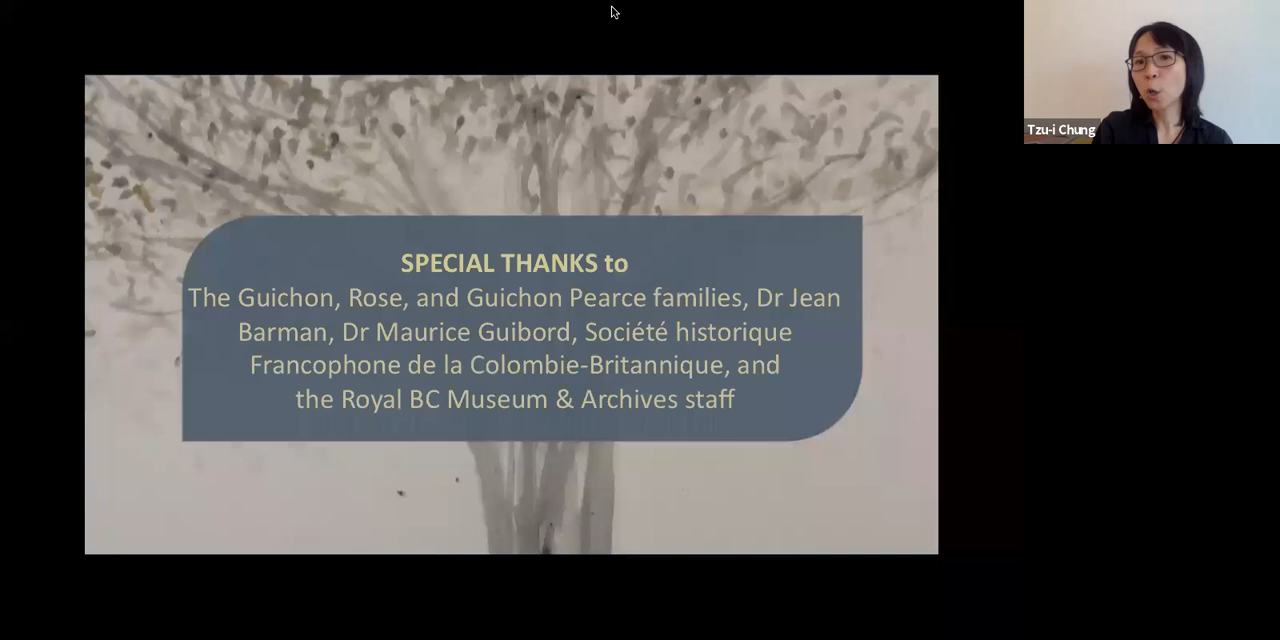 SPECIAL THANKS to
The Guichon, Rose, and Guichon Pearce families, Dr Jean
Barman, Dr Maurice Guibord, Société historique
Francophone de la Colombie-Britannique, and
the Royal BC Museum & Archives staff
Tzu-i Chung